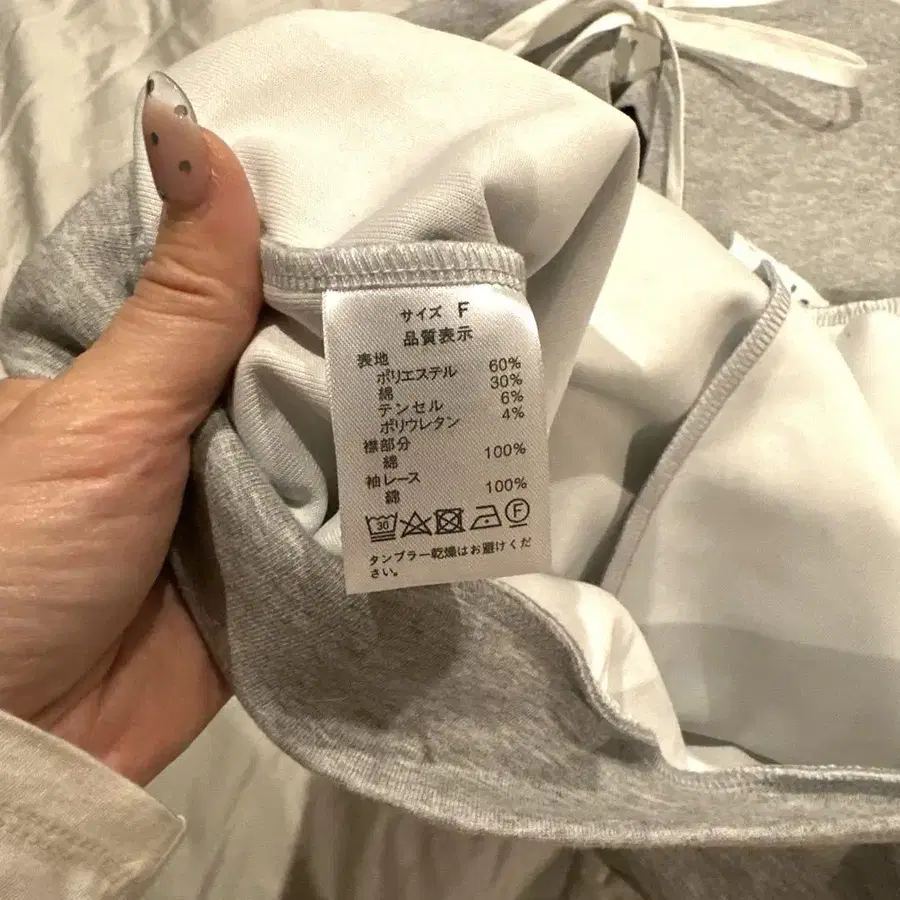 サイズ F
品質表示
表地
ポリエステル 60%
綿 30%
テンセル 6%
ポリウレタン 4%
襟部分
綿 100%
袖レース
綿 100%
30 F
タンブラー乾燥はお避けくだ
さい。